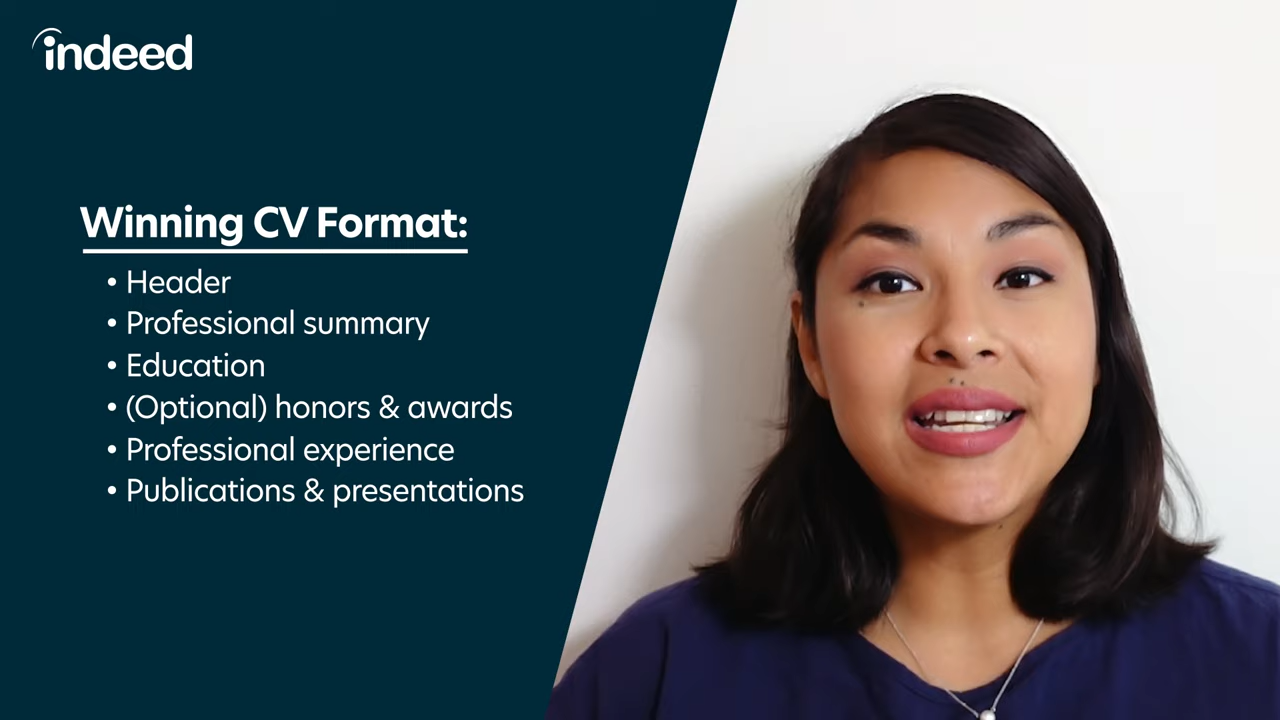 indeed
Winning CV Format:
• Header
• Professional summary
• Education
• (Optional) honors & awards
• Professional experience
• Publications & presentations